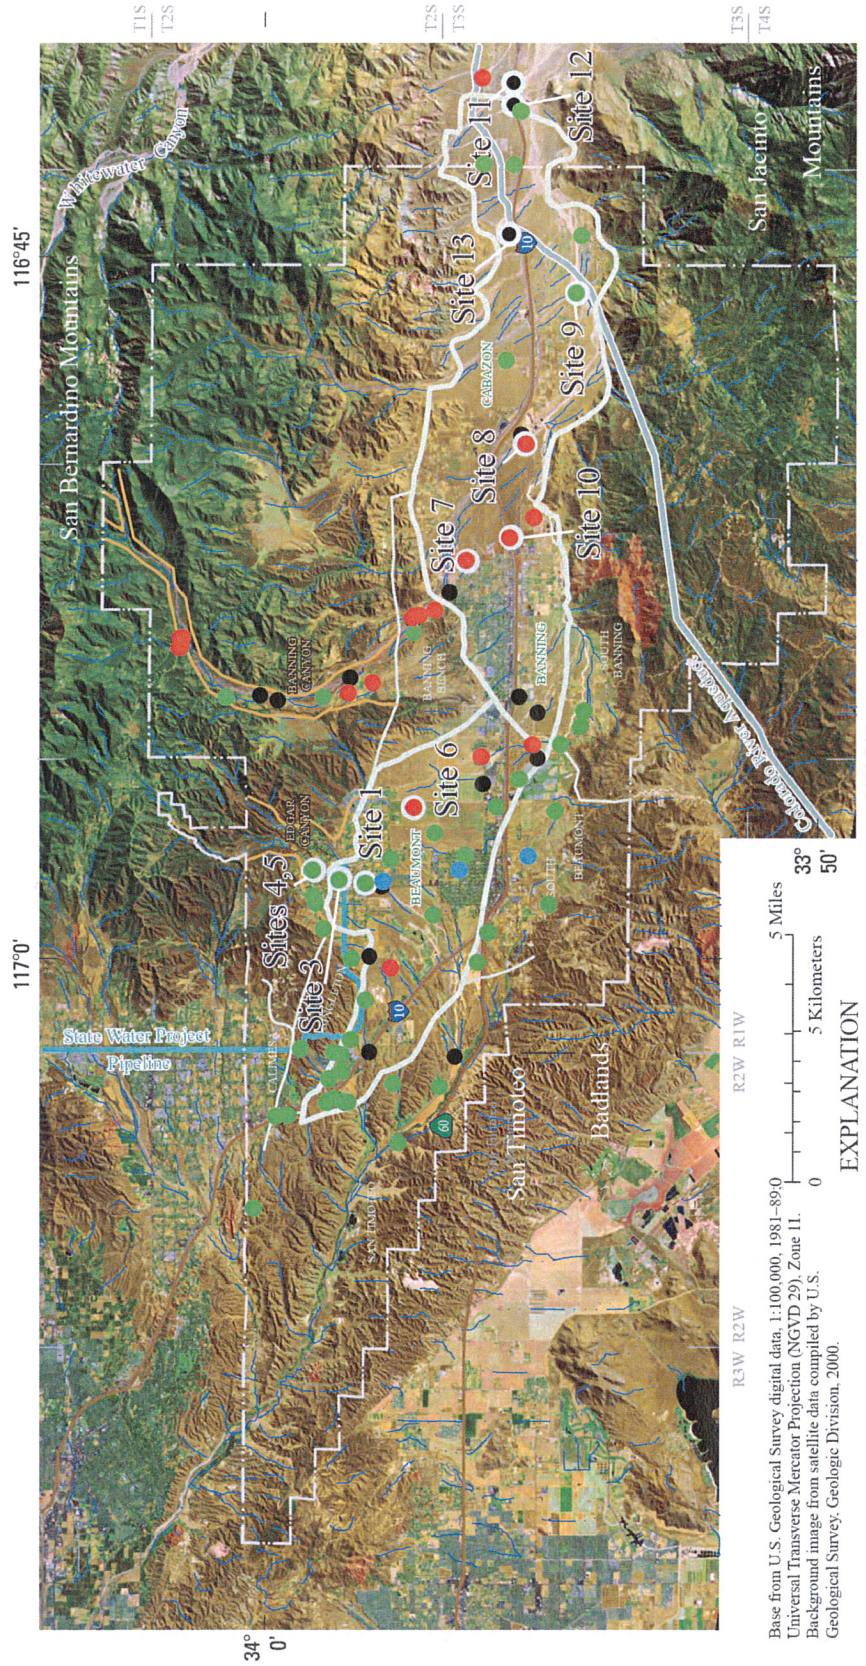 116°45'
117°0'
34°
0'
33°
50'
T1S
T2S
T2S
T3S
T3S
T4S
R3W R2W
R2W R1W
San Bernardino Mountains
Whitewater Canyon
State Water Project
Pipeline
Sites 4,5
Site 3
Site 1
Site 6
Site 7
Site 8
Site 10
Site 9
Site 13
Site 11
Site 12
EDGAR
CANYON
BANNING
CANYON
BANNING
BENCH
BEAUMONT
BANNING
CABAZON
SOUTH
BEAUMONT
SOUTH
BANNING
SAN TIMOTEO
10
10
60
San Timoteo
Badlands
San Jacinto
Mountains
Colorado River Aqueduct
Base from U.S. Geological Survey digital data, 1:100,000, 1981–89:
Universal Transverse Mercator Projection (NGVD 29), Zone 11.
Background image from satellite data compiled by U.S.
Geological Survey, Geologic Division, 2000.
0
5 Miles
0
5 Kilometers
EXPLANATION